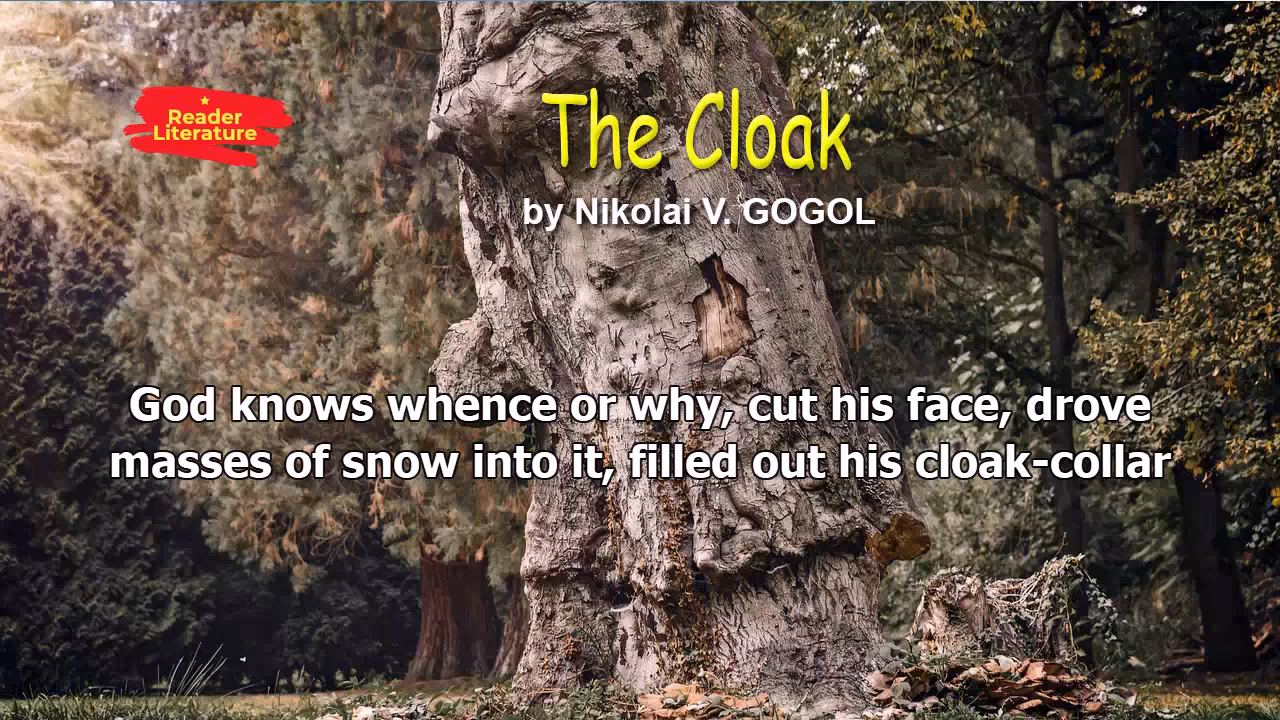 Reader
Literature
The Cloak
by Nikolai V. GOGOL
God knows whence or why, cut his face, drove
masses of snow into it, filled out his cloak-collar